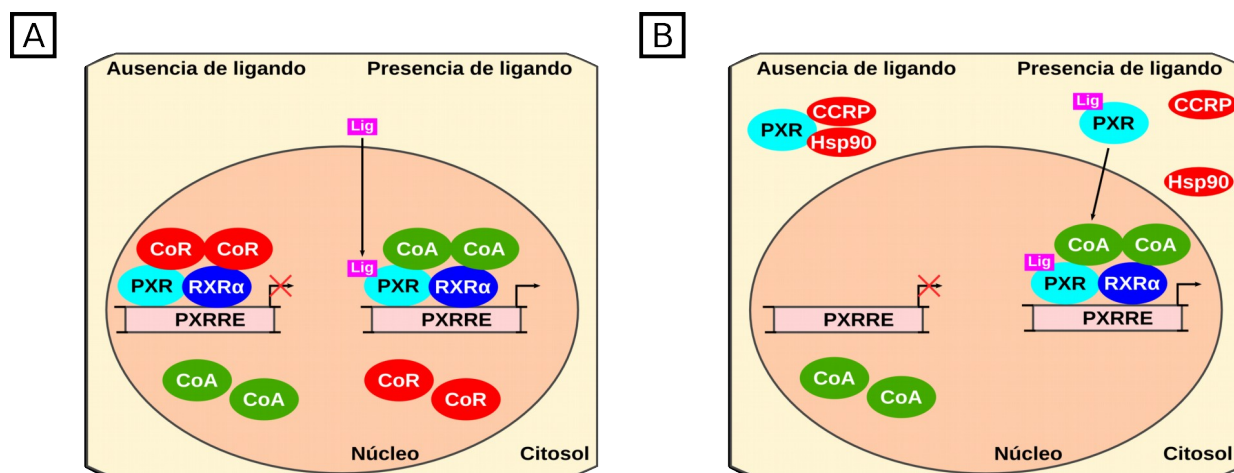 A
Ausencia de ligando
Presencia de ligando
Lig
CoR
CoR
CoA
CoA
Lig
PXR
RXRα
PXR
RXRα
PXRRE
PXRRE
CoA
CoA
CoR
CoR
Núcleo
Citosol
B
Ausencia de ligando
Presencia de ligando
PXR
CCRP
Hsp90
Lig
PXR
CCRP
Hsp90
CoA
CoA
Lig
PXR
RXRα
PXRRE
PXRRE
CoA
CoA
Núcleo
Citosol